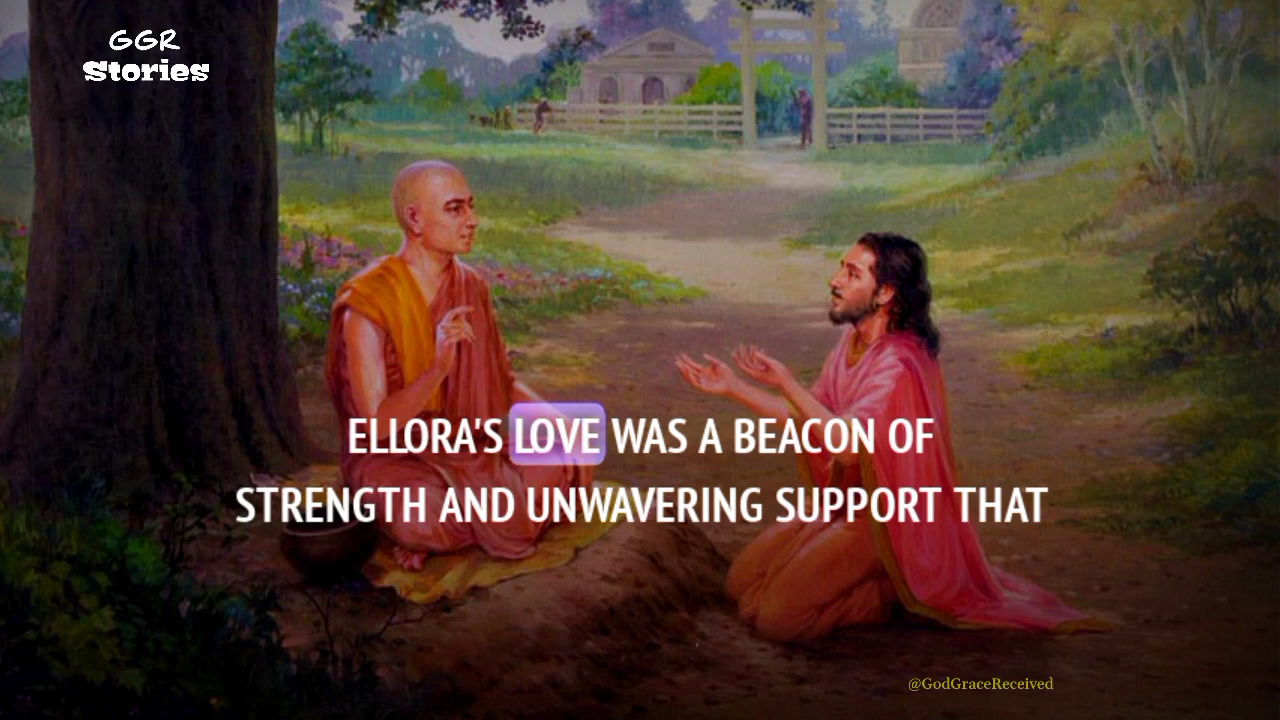 GGR
Stories
ELLORA'S LOVE WAS A BEACON OF
STRENGTH AND UNWAVERING SUPPORT THAT
@GodGraceReceived